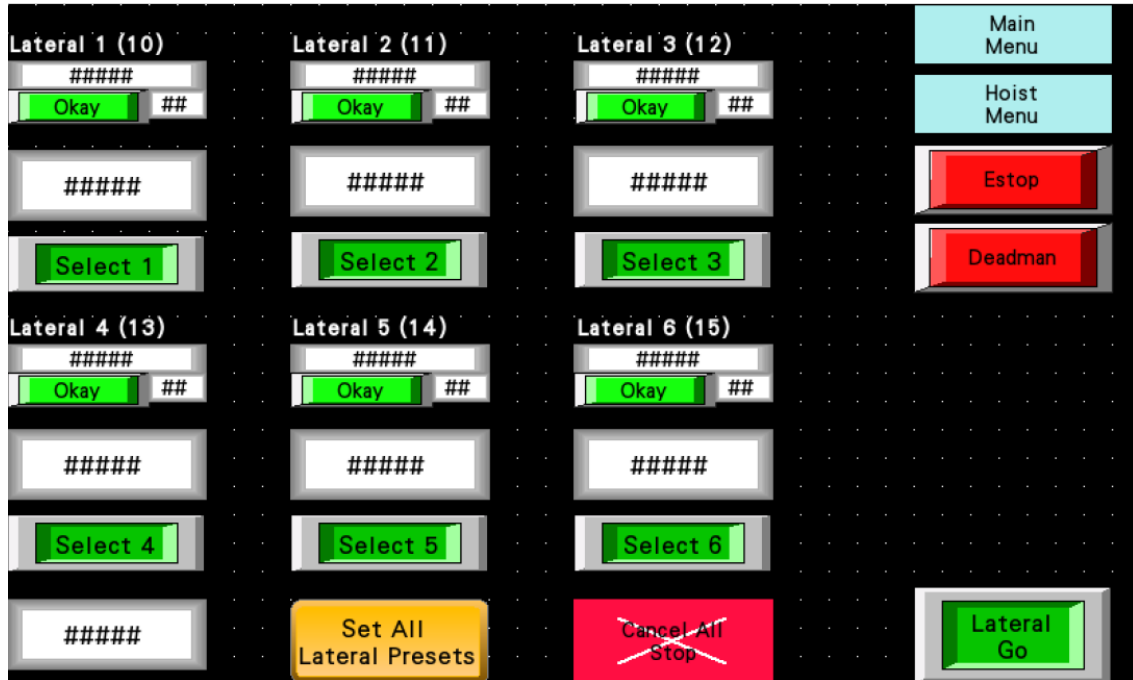 Lateral 1 (10)
#####
Okay
##
#####
Select 1
Lateral 2 (11)
#####
Okay
##
#####
Select 2
Lateral 3 (12)
#####
Okay
##
#####
Select 3
Main
Menu
Hoist
Menu
Estop
Deadman
Lateral 4 (13)
#####
Okay
##
#####
Select 4
Lateral 5 (14)
#####
Okay
##
#####
Select 5
Lateral 6 (15)
#####
Okay
##
#####
Select 6
#####
Set All
Lateral Presets
Cancel All
Stop
Lateral
Go